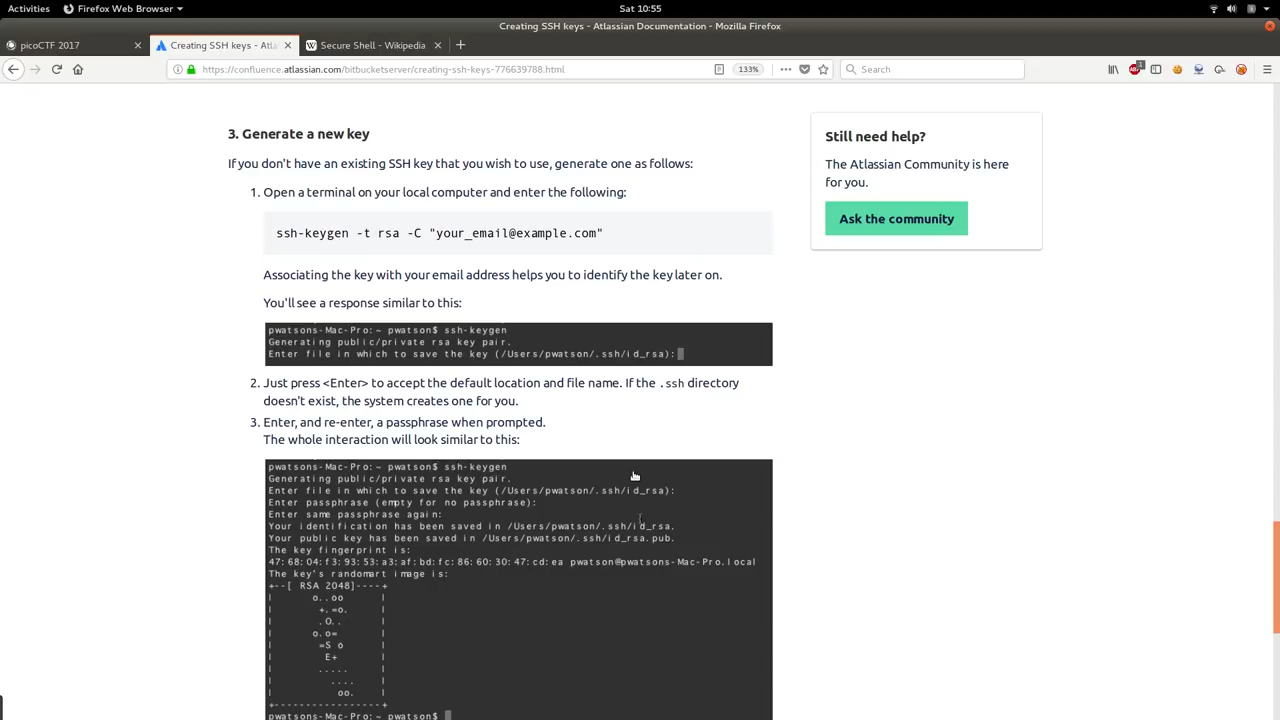 Activities Firefox Web Browser Sat 10:55
Creating SSH keys - Atlassian Documentation - Mozilla Firefox
picoCTF 2017 Creating SSH keys - Atla Secure Shell - Wikipedia
https://confluence.atlassian.com/bitbucketserver/creating-ssh-keys-776639788.html 133% Search 1
3. Generate a new key
If you don't have an existing SSH key that you wish to use, generate one as follows:
1. Open a terminal on your local computer and enter the following:
ssh-keygen -t rsa -C "your_email@example.com"
Associating the key with your email address helps you to identify the key later on.
You'll see a response similar to this:
pwatsons-Mac-Pro:~ pwatson$ ssh-keygen
Generating public/private rsa key pair.
Enter file in which to save the key (/Users/pwatson/.ssh/id_rsa):
2. Just press <Enter> to accept the default location and file name. If the .ssh directory
doesn't exist, the system creates one for you.
3. Enter, and re-enter, a passphrase when prompted.
The whole interaction will look similar to this:
pwatsons-Mac-Pro:~ pwatson$ ssh-keygen
Generating public/private rsa key pair.
Enter file in which to save the key (/Users/pwatson/.ssh/id_rsa):
Enter passphrase (empty for no passphrase):
Enter same passphrase again:
Your identification has been saved in /Users/pwatson/.ssh/id_rsa.
Your public key has been saved in /Users/pwatson/.ssh/id_rsa.pub.
The key fingerprint is:
47:68:04:f3:93:53:a3:af:bd:fc:86:60:30:47:cd:ea pwatson@pwatsons-Mac-Pro.local
The key's randomart image is:
+--[ RSA 2048]----+
|       o..oo     |
|        +.=o.    |
|        .O..     |
|       o.o=      |
|        =S o     |
|         E+      |
|        .....    |
|          ....   |
|           oo.   |
+-----------------+
pwatsons-Mac-Pro:~ pwatson$
Still need help?
The Atlassian Community is here
for you.
Ask the community